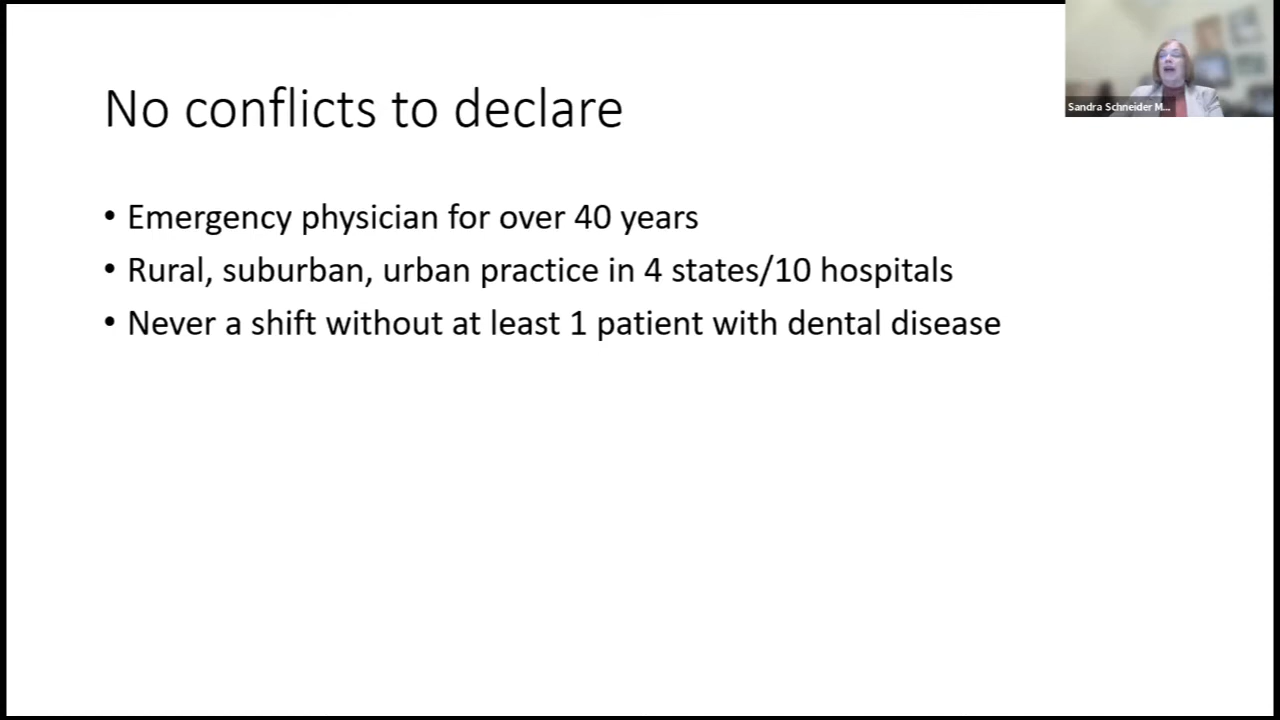 No conflicts to declare
Sandra Schneider M...
• Emergency physician for over 40 years
• Rural, suburban, urban practice in 4 states/10 hospitals
• Never a shift without at least 1 patient with dental disease